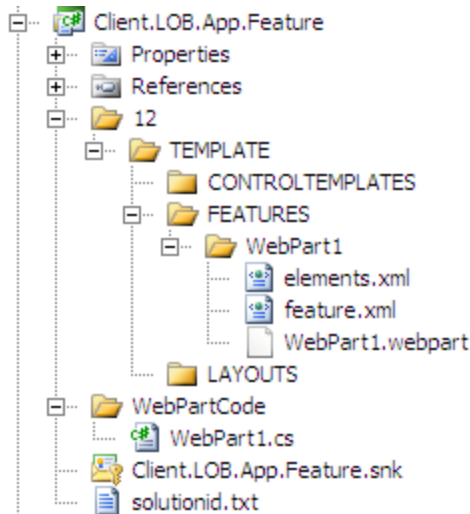 Client.LOB.App.Feature
Properties
References
12
TEMPLATE
CONTROLTEMPLATES
FEATURES
WebPart1
elements.xml
feature.xml
WebPart1.webpart
LAYOUTS
WebPartCode
WebPart1.cs
Client.LOB.App.Feature.snk
solutionid.txt